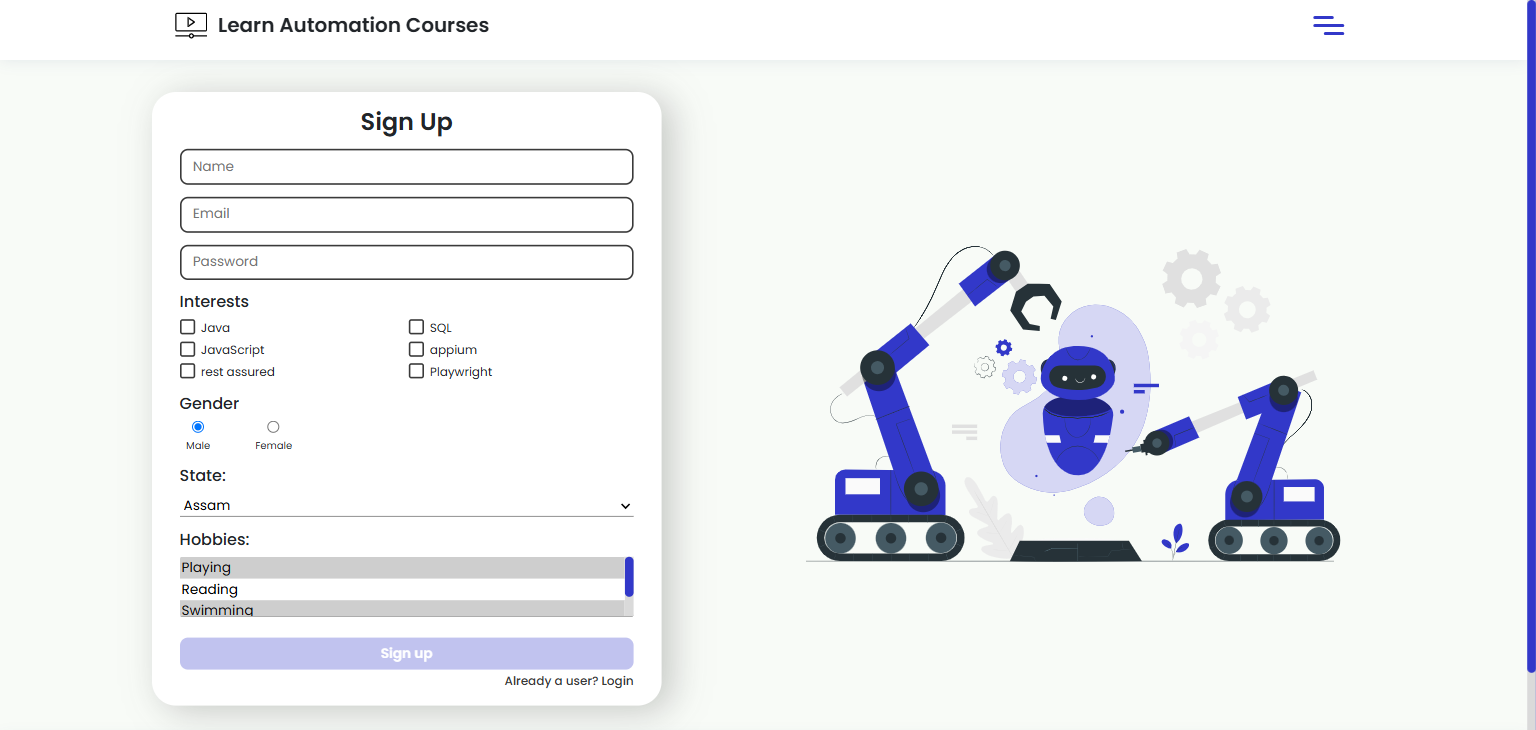 Learn Automation Courses
Sign Up
Name
Email
Password
Interests
Java
SQL
JavaScript
appium
rest assured
Playwright
Gender
Male
Female
State:
Assam
Hobbies:
Playing
Reading
Swimming
Sign up
Already a user? Login